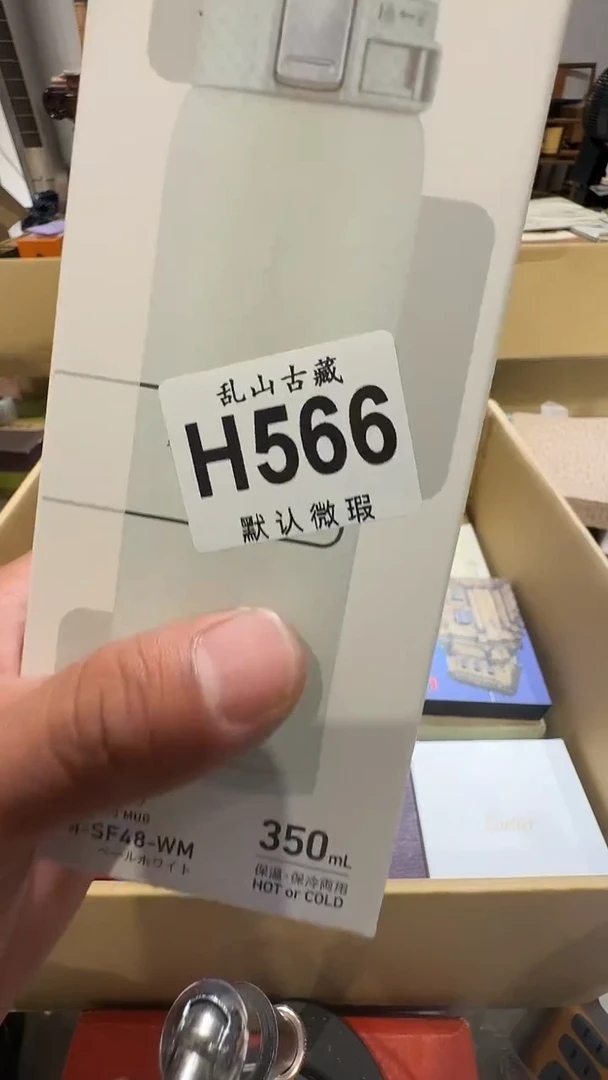 乱山古藏
H566
默认微瑕
MUG
-SF48-WM
ペールホワイト
350mL
保温・保冷両用
HOT or COLD